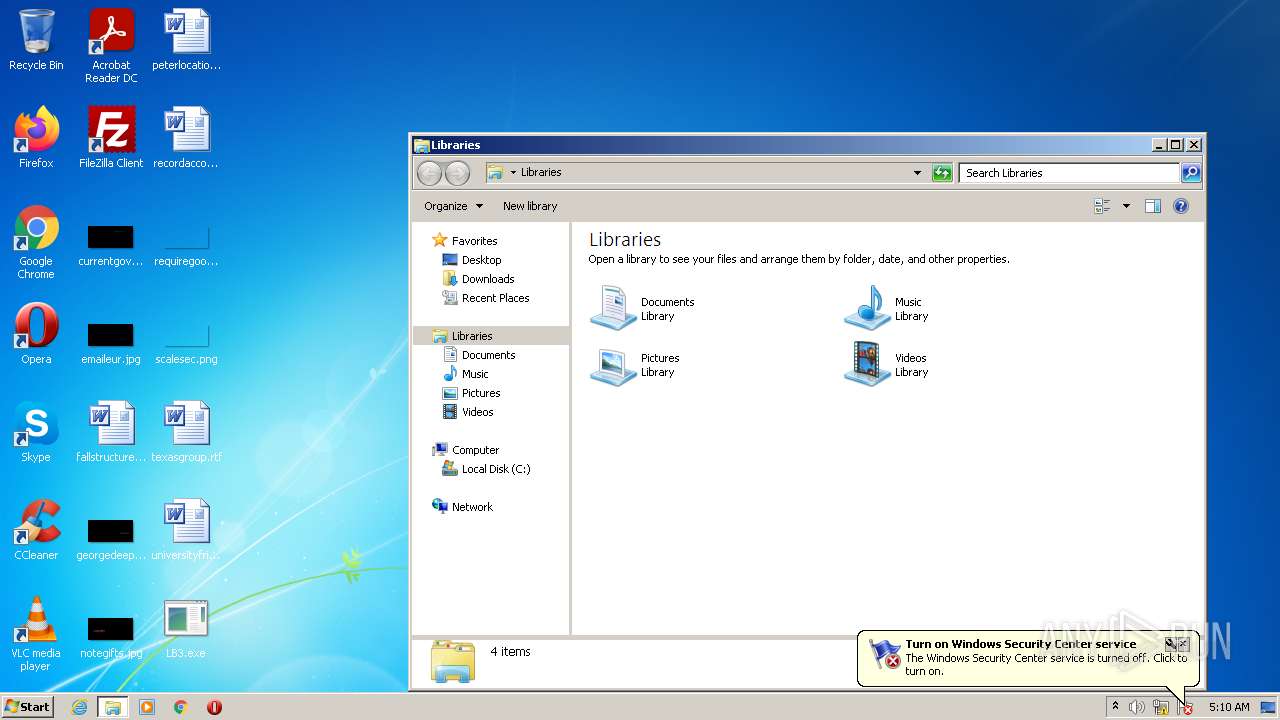 Recycle Bin
Acrobat
Reader DC
peterlocatio...
Firefox
FileZilla Client
recordacco...
Google
Chrome
currentgov...
requiregoo...
Opera
emaileur.jpg
scalesec.png
Skype
fallstructure...
texasgroup.rtf
CCleaner
georgedeep...
universityfri...
VLC media
player
notegifts.jpg
LB3.exe
Libraries
Libraries
Search Libraries
Organize
New library
Favorites
Desktop
Downloads
Recent Places
Libraries
Documents
Music
Pictures
Videos
Computer
Local Disk (C:)
Network
Libraries
Open a library to see your files and arrange them by folder, date, and other properties.
Documents
Library
Music
Library
Pictures
Library
Videos
Library
4 items
Turn on Windows Security Center service
The Windows Security Center service is turned off. Click to
turn on.
Start
5:10 AM